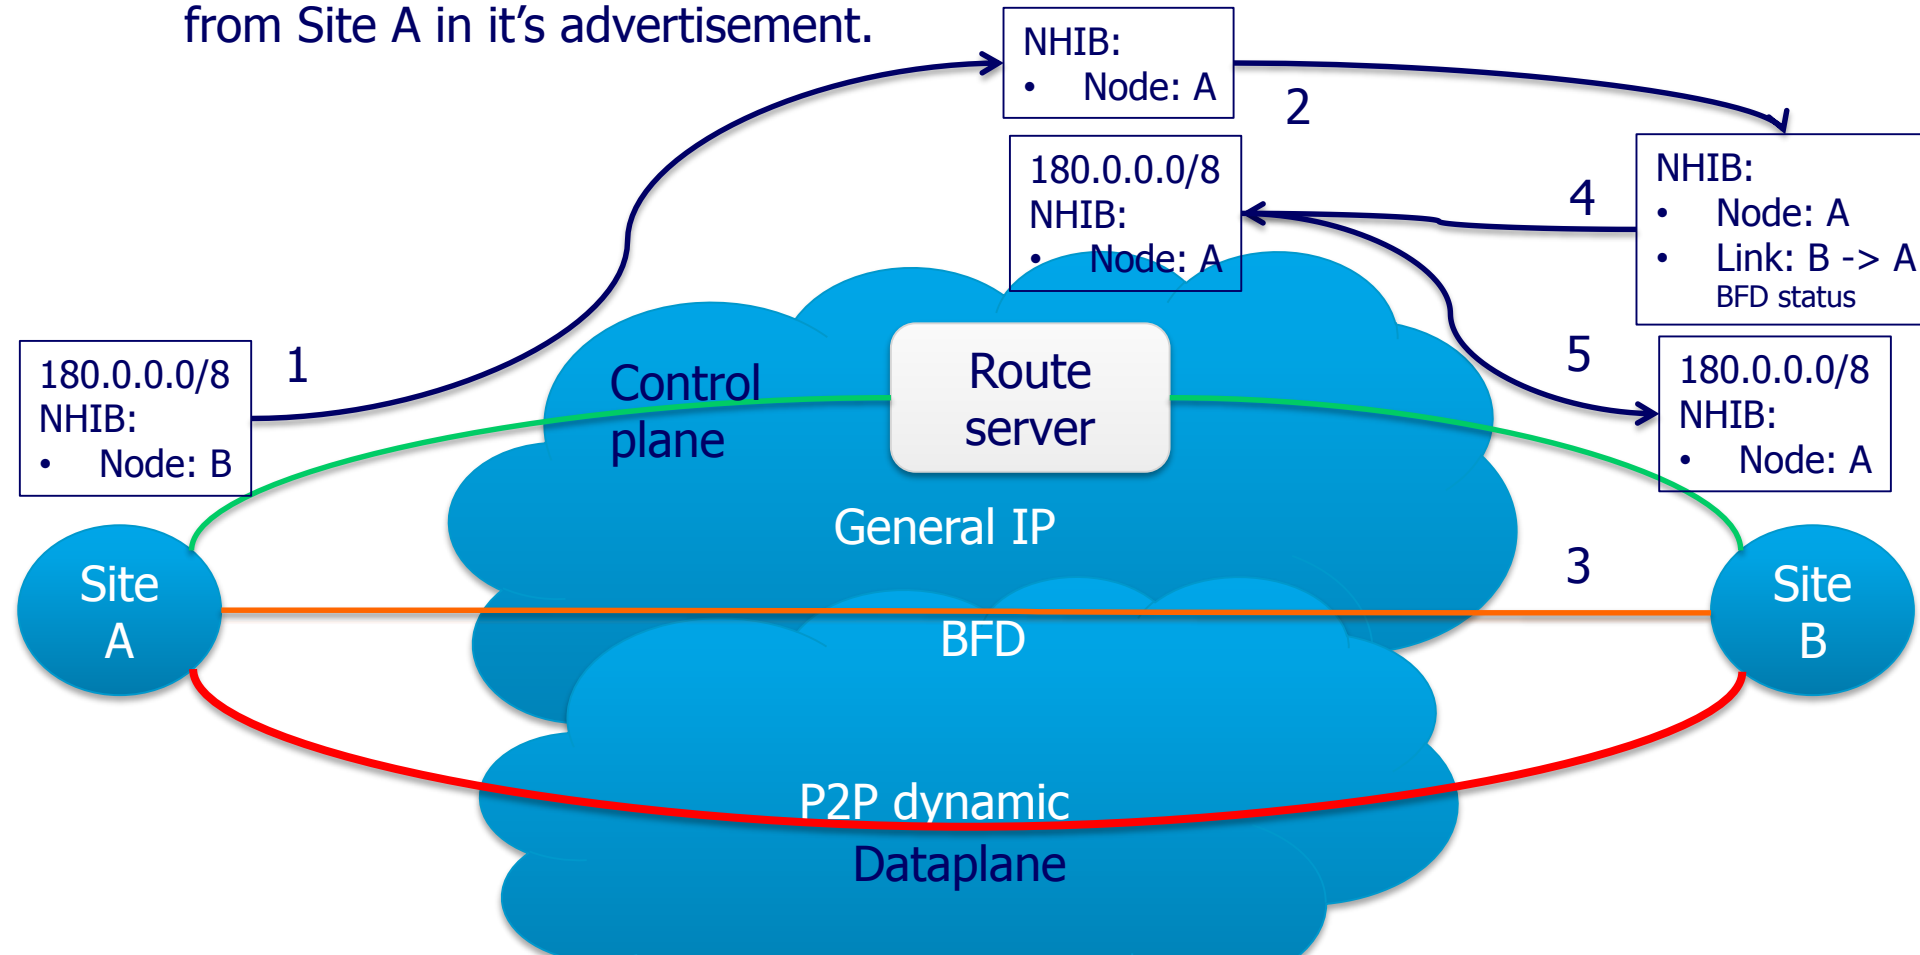 from Site A in it’s advertisement.
NHIB:
• Node: A
2
180.0.0.0/8
NHIB:
• Node: A
4
NHIB:
• Node: A
• Link: B -> A
BFD status
180.0.0.0/8
NHIB:
• Node: B
1
Control
plane
Route
server
5
180.0.0.0/8
NHIB:
• Node: A
General IP
3
Site
A
BFD
Site
B
P2P dynamic
Dataplane